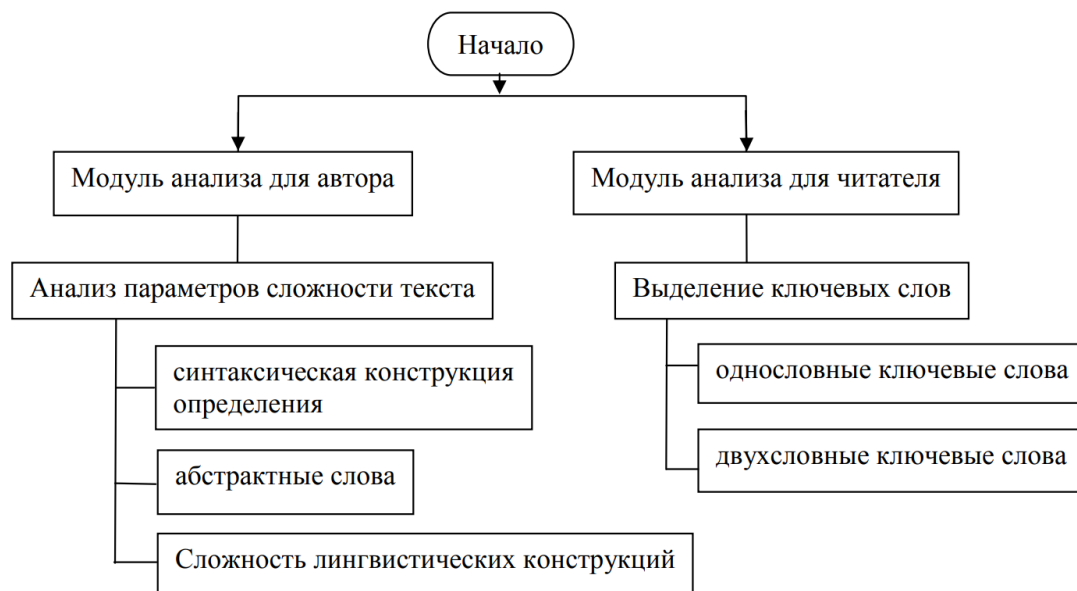 Начало
Модуль анализа для автора
Модуль анализа для читателя
Анализ параметров сложности текста
Выделение ключевых слов
синтаксическая конструкция
определения
абстрактные слова
Сложность лингвистических конструкций
однословные ключевые слова
двухсловные ключевые слова